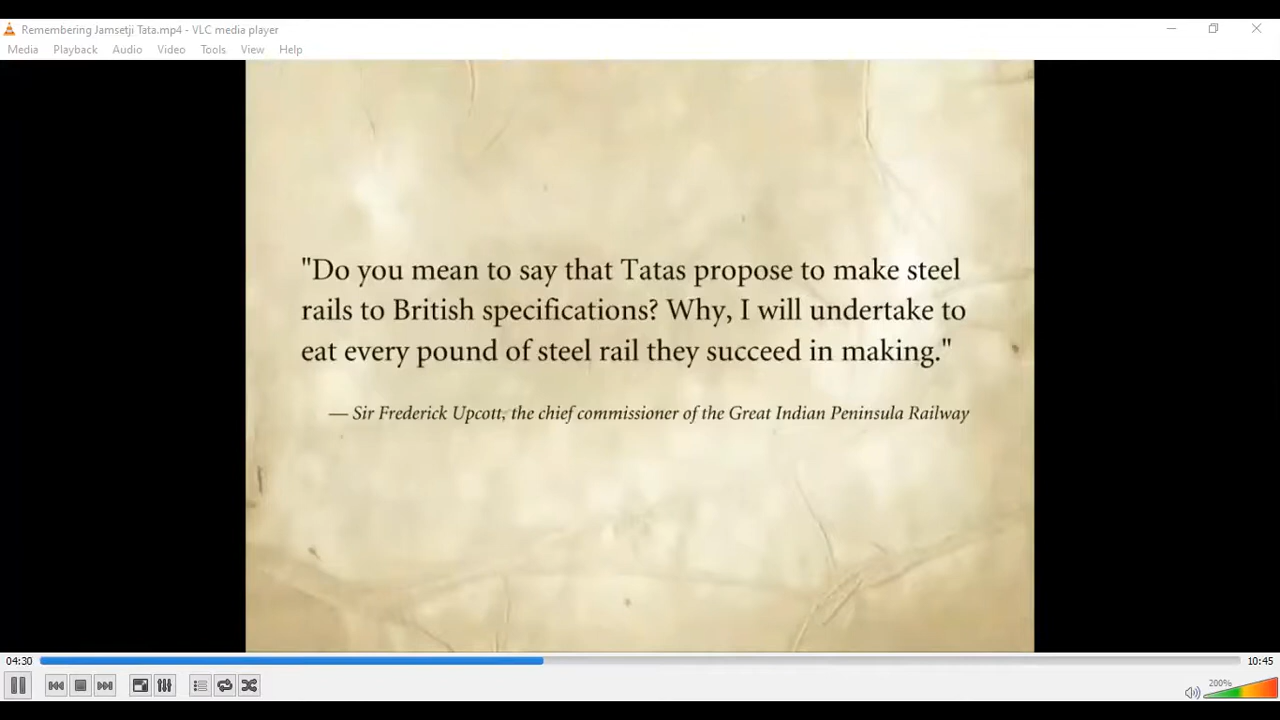 Remembering Jamsetji Tata.mp4 - VLC media player
Media Playback Audio Video Tools View Help
"Do you mean to say that Tatas propose to make steel
rails to British specifications? Why, I will undertake to
eat every pound of steel rail they succeed in making."
— Sir Frederick Upcott, the chief commissioner of the Great Indian Peninsula Railway
04:30 10:45
200%